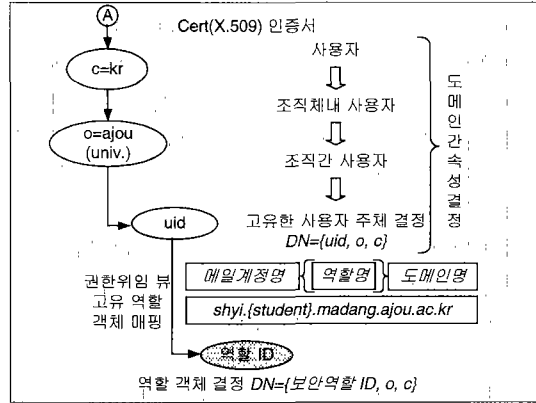 A
Cert(X.509) 인증서
c=kr
사용자
조직체내 사용자
o=ajou
(univ.)
조직간 사용자
uid
고유한 사용자 주체 결정
DN={uid, o, c}
도메인간속성결정
권한위임 뷰
고유 역할
객체 매핑
메일계정명 { 역할명 } 도메인명
shyi.{student}.madang.ajou.ac.kr
역할 ID
역할 객체 결정 DN={보안역할 ID, o, c}